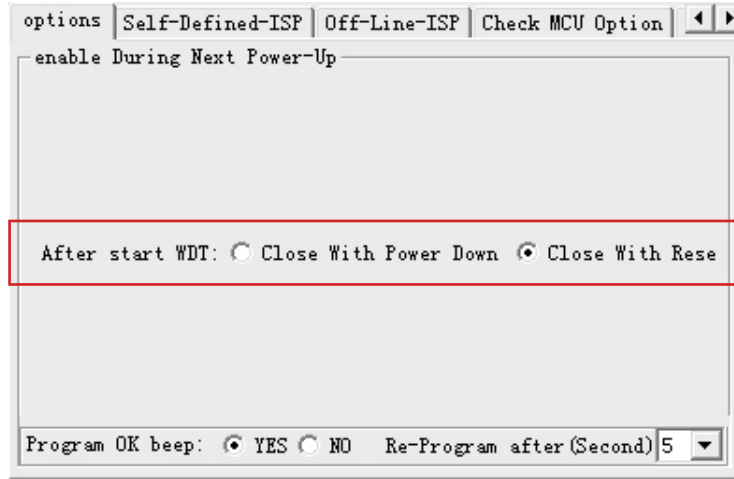 options Self-Defined-ISP Off-Line-ISP Check MCU Option
enable During Next Power-Up
After start WDT: Close With Power Down Close With Rese
Program OK beep: YES NO Re-Program after(Second) 5